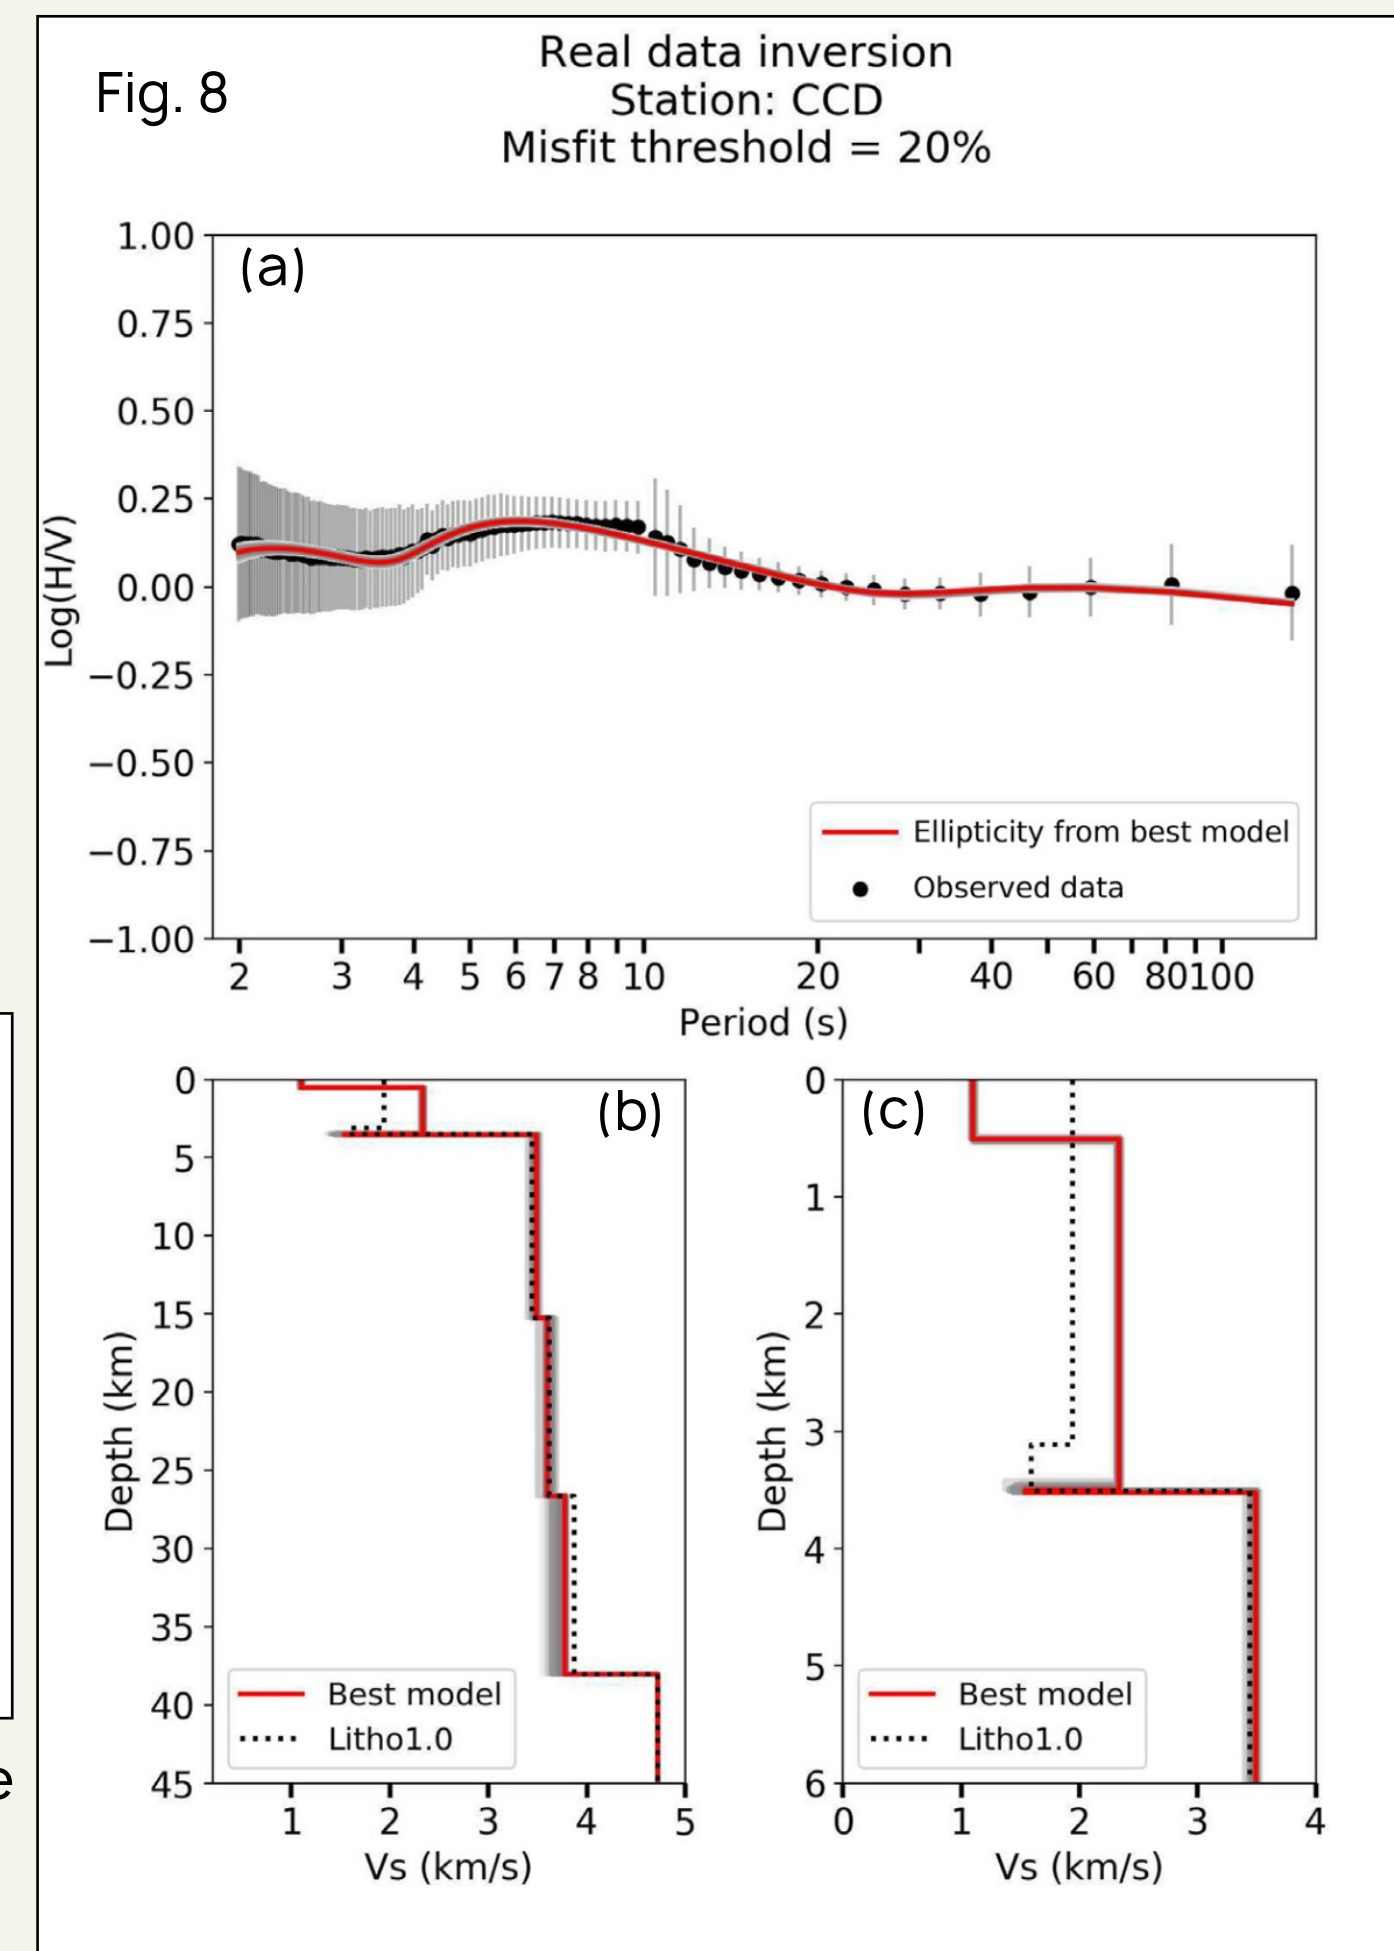 Real data inversion
Fig. 8
Station: CCD
Misfit threshold = 20%
(a)
1.00
0.75
0.50
0.25
0.00
−0.25
−0.50
−0.75
−1.00
Log(H/V)
Ellipticity from best model
Observed data
2 3 4 5 6 7 8 10 20 40 60 80 100
Period (s)
(b)
0
5
10
15
20
25
30
35
40
45
Depth (km)
Best model
Litho1.0
1 2 3 4 5
Vs (km/s)
(c)
0
1
2
3
4
5
6
Depth (km)
Best model
Litho1.0
0 1 2 3 4
Vs (km/s)
e